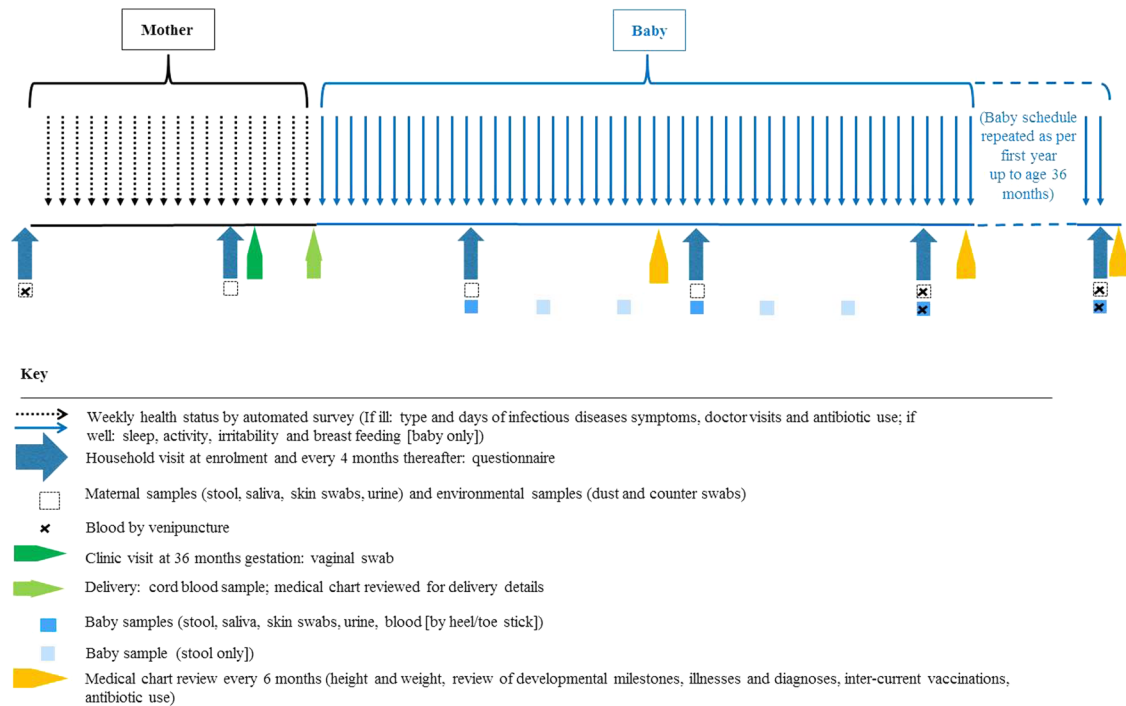 Mother
Baby
(Baby schedule
repeated as per
first year
up to age 36
months)
Key
Weekly health status by automated survey (If ill: type and days of infectious diseases symptoms, doctor visits and antibiotic use; if
well: sleep, activity, irritability and breast feeding [baby only])
Household visit at enrolment and every 4 months thereafter: questionnaire
Maternal samples (stool, saliva, skin swabs, urine) and environmental samples (dust and counter swabs)
Blood by venipuncture
Clinic visit at 36 months gestation: vaginal swab
Delivery: cord blood sample; medical chart reviewed for delivery details
Baby samples (stool, saliva, skin swabs, urine, blood [by heel/toe stick])
Baby sample (stool only])
Medical chart review every 6 months (height and weight, review of developmental milestones, illnesses and diagnoses, inter-current vaccinations,
antibiotic use)